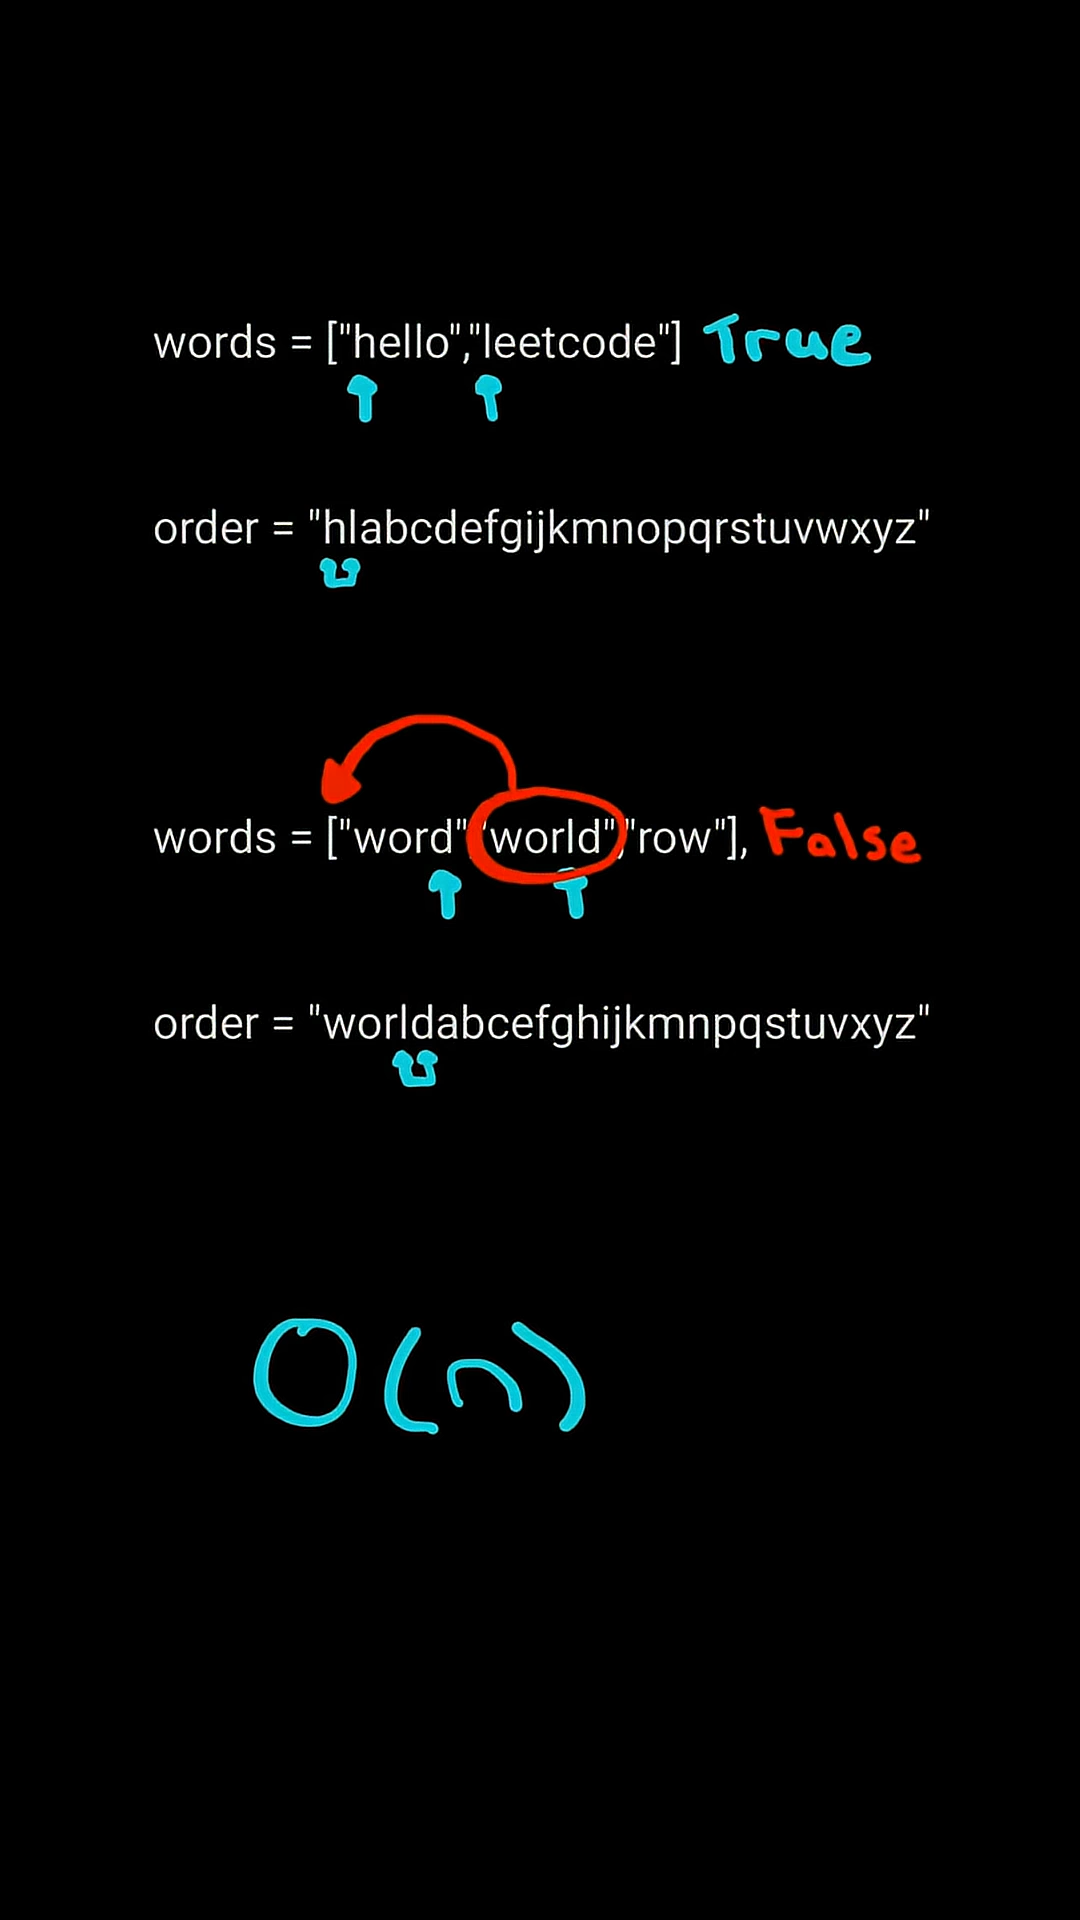 words = ["hello","leetcode"] True
order = "hlabcdefgijkmnopqrstuvwxyz"
words = ["word","world","row"], False
order = "worldabcefghijkmnpqstuvxyz"
O(n)